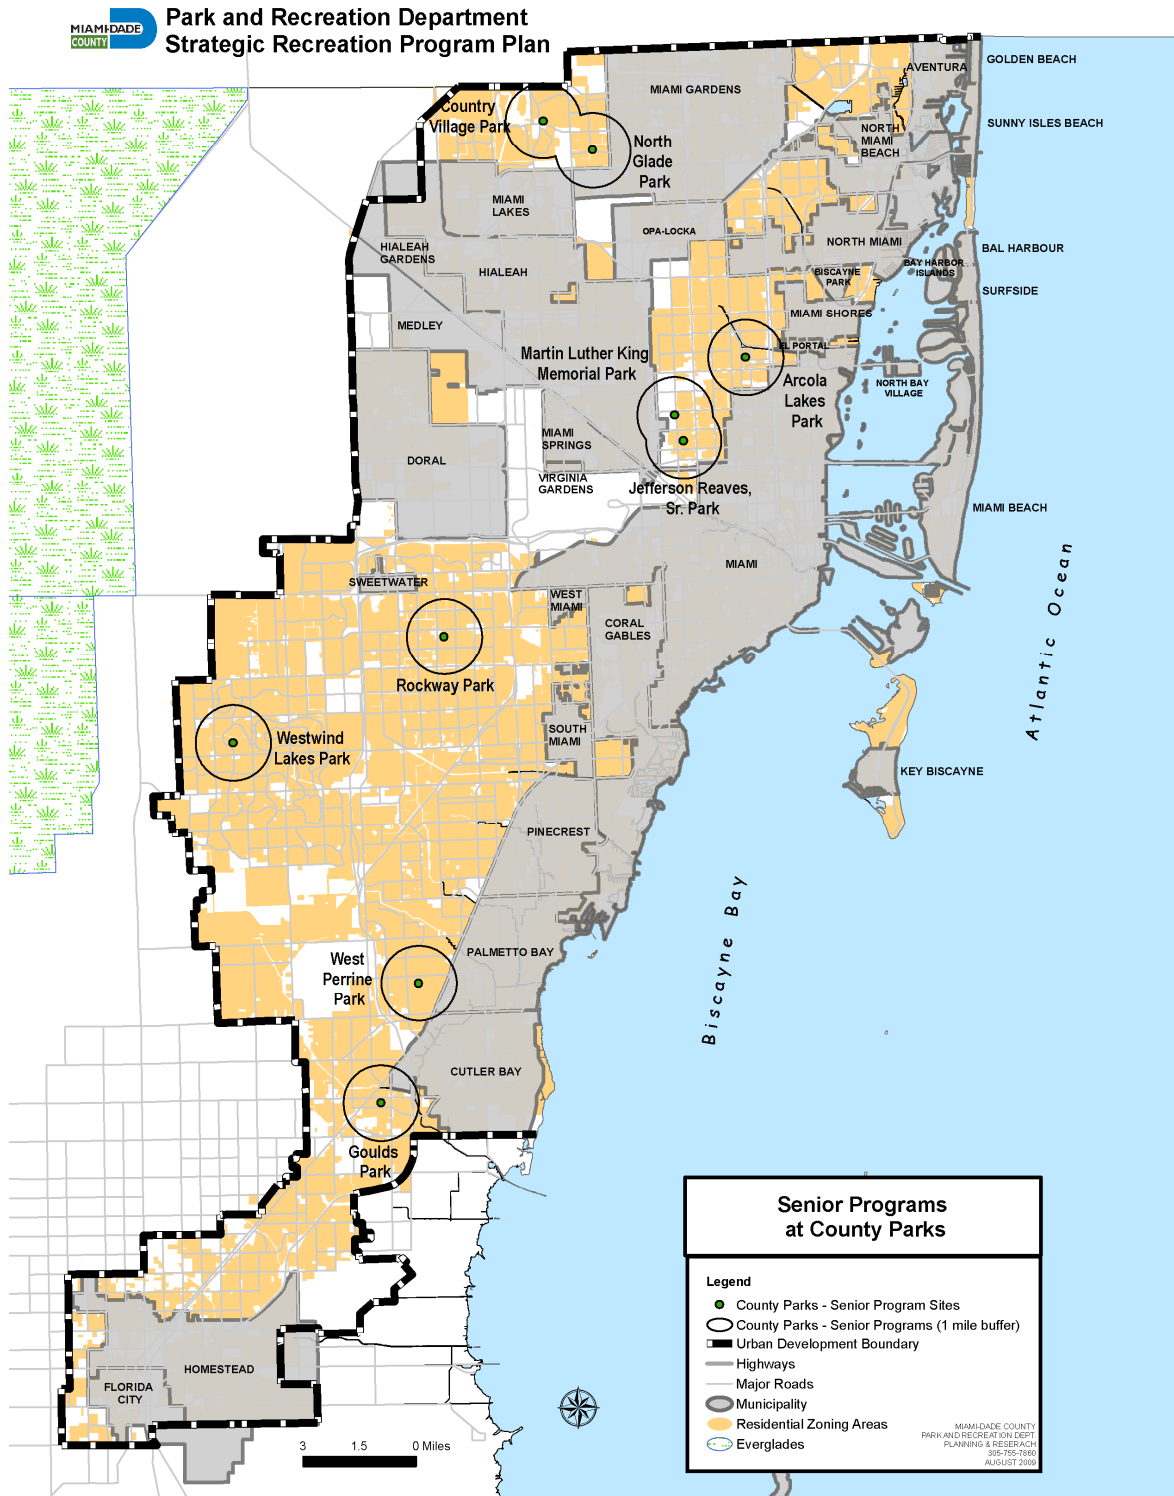 MIAMI-DADE
COUNTY
Park and Recreation Department
Strategic Recreation Program Plan
GOLDEN BEACH
AVENTURA
MIAMI GARDENS
Country
Village Park
SUNNY ISLES BEACH
NORTH
MIAMI
BEACH
North
Glade
Park
MIAMI
LAKES
OPA-LOCKA
HIALEAH
GARDENS
NORTH MIAMI
BAL HARBOUR
BAY HARBOR
ISLANDS
HIALEAH
BISCAYNE
PARK
SURFSIDE
MIAMI SHORES
MEDLEY
EL PORTAL
Martin Luther King
Memorial Park
Arcola
Lakes
Park
NORTH BAY
VILLAGE
MIAMI
SPRINGS
DORAL
VIRGINIA
GARDENS
Jefferson Reaves,
Sr. Park
MIAMI BEACH
MIAMI
SWEETWATER
WEST
MIAMI
CORAL
GABLES
Atlantic Ocean
Rockway Park
Westwind
Lakes Park
SOUTH
MIAMI
KEY BISCAYNE
PINECREST
Biscayne Bay
PALMETTO BAY
West
Perrine
Park
CUTLER BAY
Goulds
Park
HOMESTEAD
FLORIDA
CITY
3 1.5 0 Miles
Senior Programs
at County Parks
Legend
County Parks - Senior Program Sites
County Parks - Senior Programs (1 mile buffer)
Urban Development Boundary
Highways
Major Roads
Municipality
Residential Zoning Areas
Everglades
MIAMI-DADE COUNTY
PARK AND RECREATION DEPT.
PLANNING & RESERACH
305-755-7860
AUGUST 2009